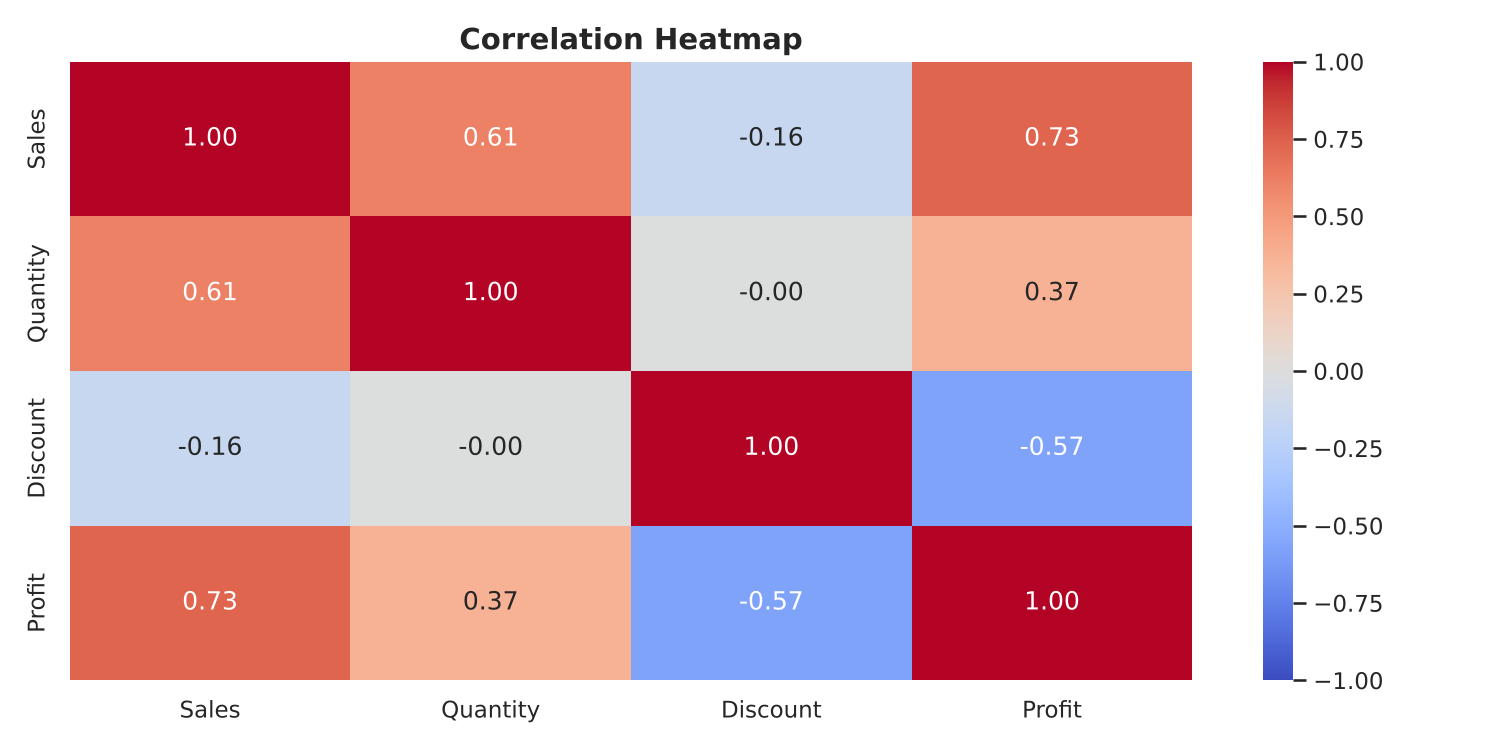 Correlation Heatmap
Sales 1.00 0.61 -0.16 0.73
Quantity 0.61 1.00 -0.00 0.37
Discount -0.16 -0.00 1.00 -0.57
Profit 0.73 0.37 -0.57 1.00
Sales Quantity Discount Profit
1.00
0.75
0.50
0.25
0.00
−0.25
−0.50
−0.75
−1.00